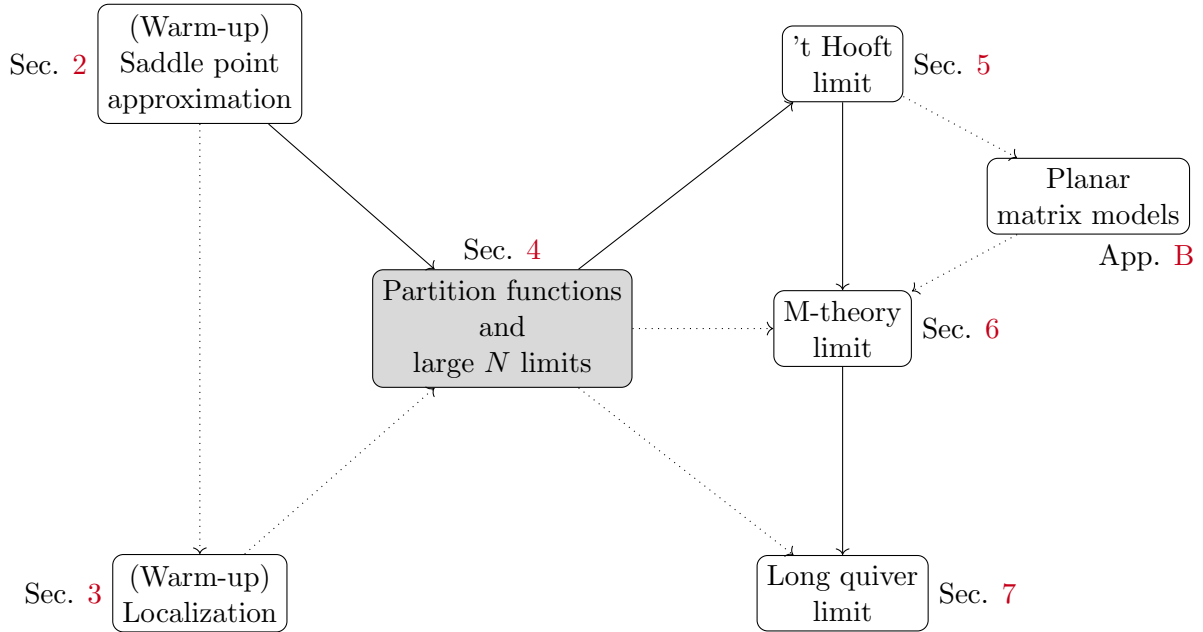 (Warm-up)
Saddle point
approximation
Sec. 2
't Hooft
limit
Sec. 5
Planar
matrix models
App. B
Sec. 4
Partition functions
and
large N limits
M-theory
limit
Sec. 6
(Warm-up)
Localization
Sec. 3
Long quiver
limit
Sec. 7